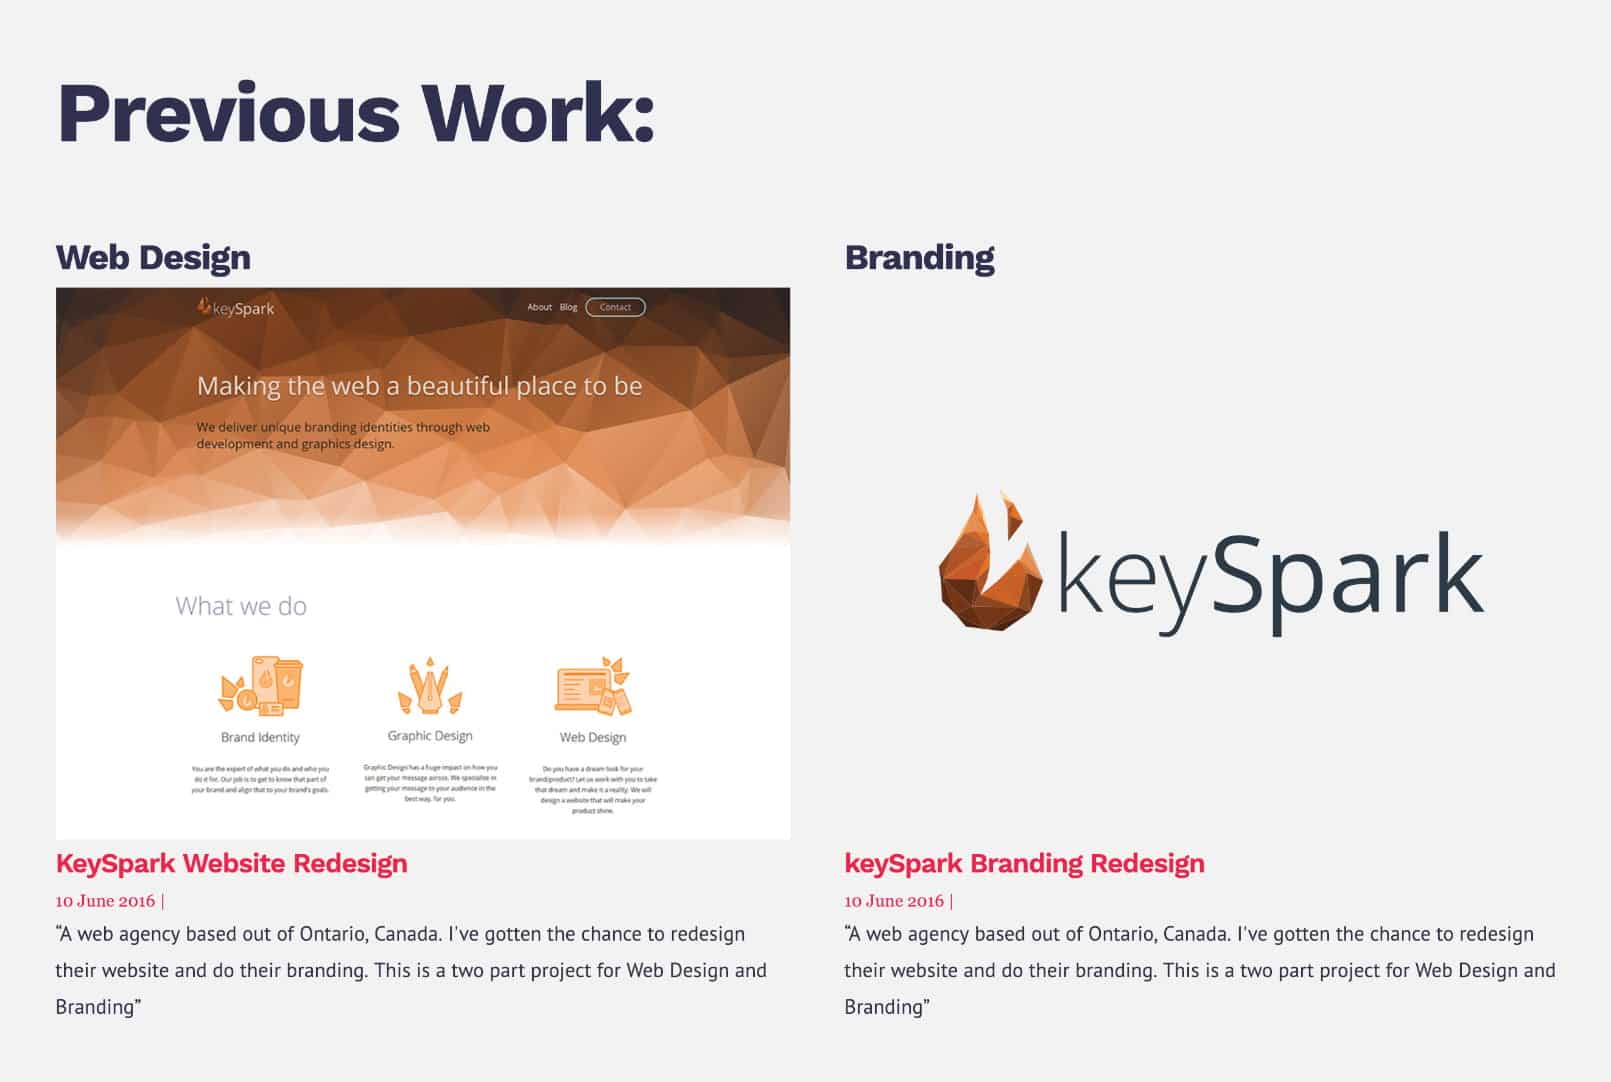 Previous Work:
Web Design
keySpark
About Blog Contact
Making the web a beautiful place to be
We deliver unique branding identities through web
development and graphics design.
What we do
Brand Identity
You are the expert of what you do and who you
do it for. Our job is to get to know that part of
your brand and align that to your brand's goals.
Graphic Design
Graphic Design has a huge impact on how you
can get your message across. We specialise in
getting your message to your audience in the
best way, for you.
Web Design
Do you have a dream look for your
brand/product? Let us work with you to take
that dream and make it a reality. We will
design a website that will make your
product shine.
KeySpark Website Redesign
10 June 2016 |
“A web agency based out of Ontario, Canada. I've gotten the chance to redesign
their website and do their branding. This is a two part project for Web Design and
Branding”
Branding
keySpark
keySpark Branding Redesign
10 June 2016 |
“A web agency based out of Ontario, Canada. I've gotten the chance to redesign
their website and do their branding. This is a two part project for Web Design and
Branding”